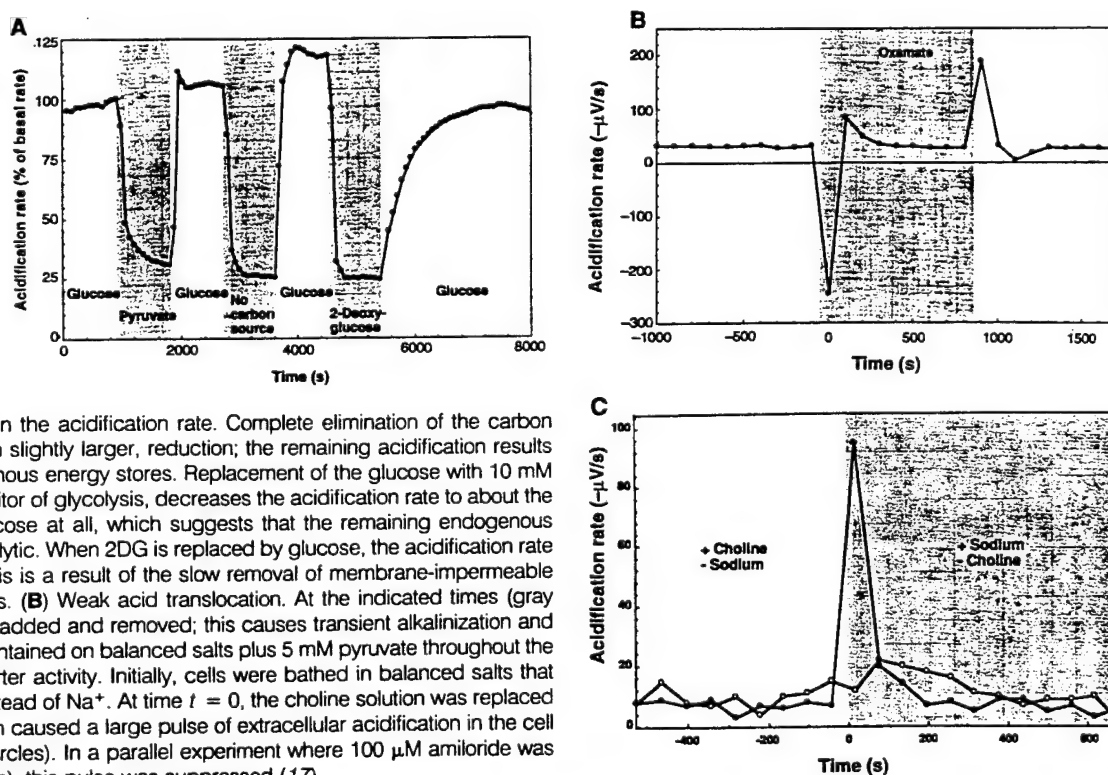 A
125
100
75
50
25
0
Acidification rate (% of basal rate)
Glucose
Pyruvate
Glucose
No
carbon
source
Glucose
2-Deoxy-
glucose
Glucose
0
2000
4000
6000
8000
Time (s)
B
200
100
0
-100
-200
-300
Acidification rate (-µV/s)
Oxamate
-1000
-500
0
500
1000
1500
Time (s)
n the acidification rate. Complete elimination of the carbon
slightly larger, reduction; the remaining acidification results
nous energy stores. Replacement of the glucose with 10 mM
itor of glycolysis, decreases the acidification rate to about the
cose at all, which suggests that the remaining endogenous
lytic. When 2DG is replaced by glucose, the acidification rate
is is a result of the slow removal of membrane-impermeable
s. (B) Weak acid translocation. At the indicated times (gray
added and removed; this causes transient alkalinization and
ntained on balanced salts plus 5 mM pyruvate throughout the
rter activity. Initially, cells were bathed in balanced salts that
tead of Na+. At time t = 0, the choline solution was replaced
n caused a large pulse of extracellular acidification in the cell
ircles). In a parallel experiment where 100 µM amiloride was
this pulse was suppressed (17)
C
100
80
60
40
20
0
Acidification rate (-µV/s)
+ Choline
- Sodium
+ Sodium
- Choline
-400
-200
0
200
400
600
Time (s)